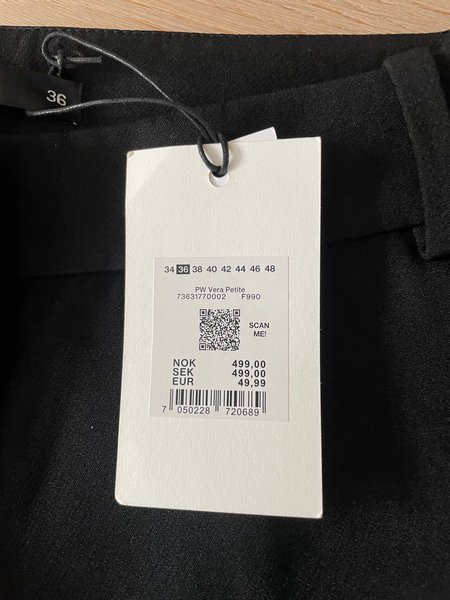 36
34 36 38 40 42 44 46 48
PW Vera Petite
73631770002 F990
SCAN
ME!
NOK 499,00
SEK 499,00
EUR 49,99
7 050228 720689